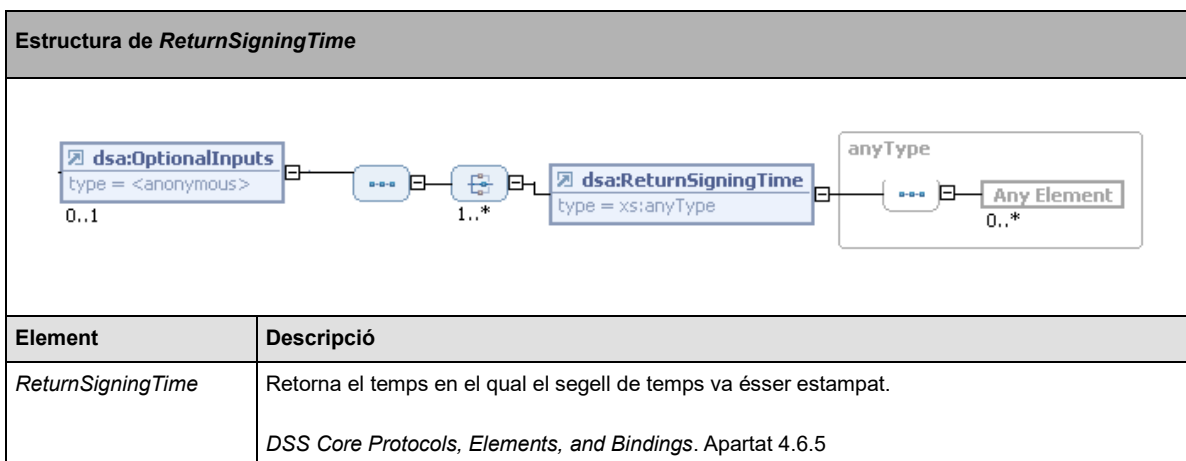 Estructura de ReturnSigningTime
anyType
dsa:OptionalInputs
type = <anonymous>
0..1
1..*
dsa:ReturnSigningTime
type = xs:anyType
Any Element
0..*
Element Descripció
ReturnSigningTime Retorna el temps en el qual el segell de temps va ésser estampat.
DSS Core Protocols, Elements, and Bindings. Apartat 4.6.5